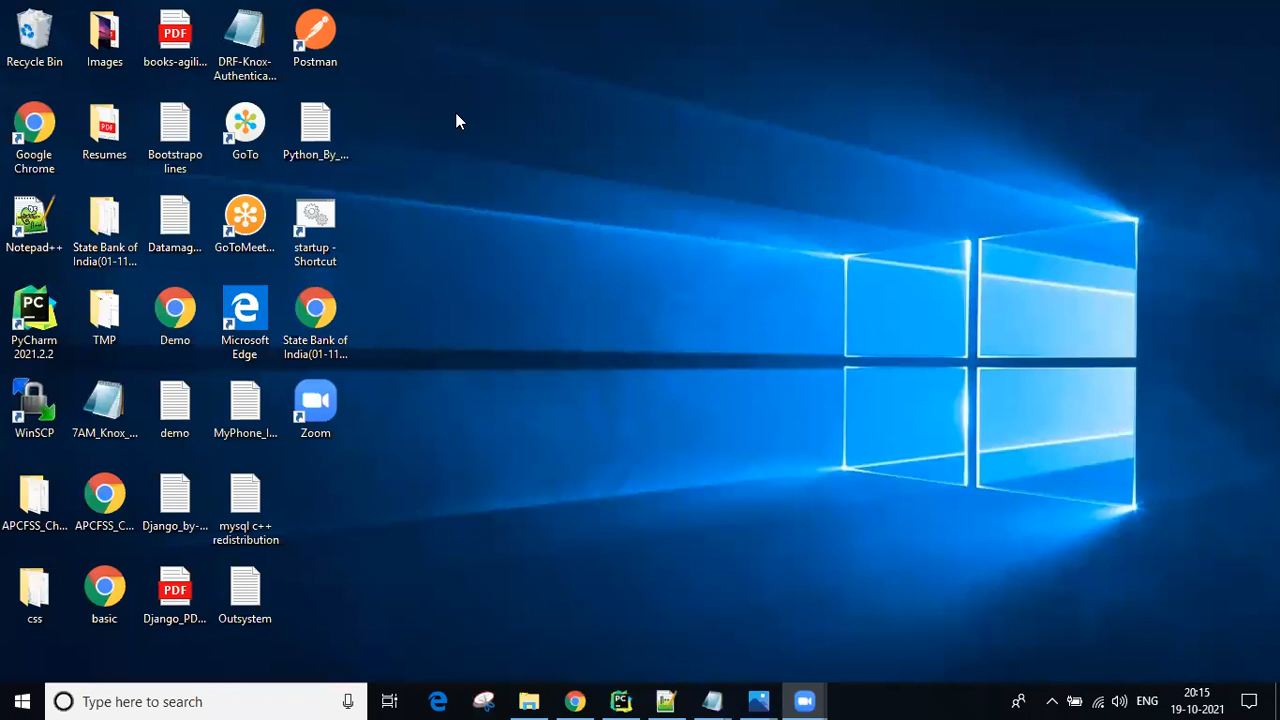 Recycle Bin
Images
PDF
books-agili...
DRF-Knox-
Authentica...
Postman
Google
Chrome
PDF
Resumes
Bootstrapo
lines
GoTo
Python_By_...
Notepad++
State Bank of
India(01-11...
Datamag...
GoToMeet...
startup -
Shortcut
PC
PyCharm
2021.2.2
TMP
Demo
Microsoft
Edge
State Bank of
India(01-11...
WinSCP
7AM_Knox_...
demo
MyPhone_I...
Zoom
APCFSS_Ch...
APCFSS_C...
Django_by-...
mysql c++
redistribution
css
basic
PDF
Django_PD...
Outsystem
Type here to search
ENG
20:15
19-10-2021